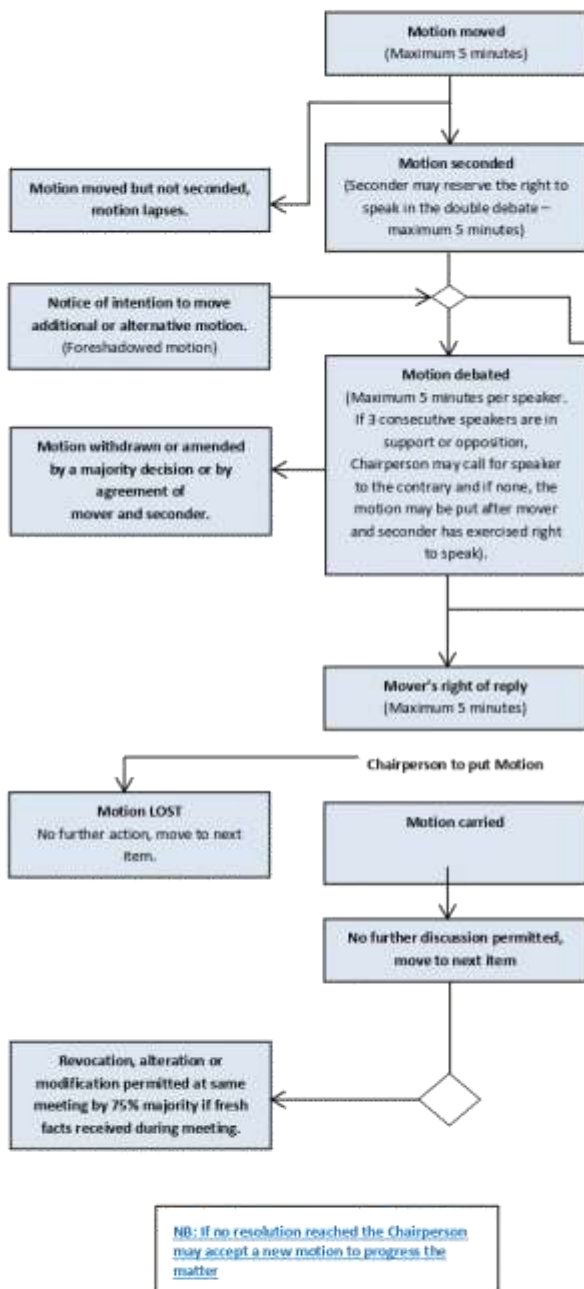 Motion moved
(Maximum 5 minutes)
Motion seconded
(Seconder may reserve the right to
speak in the double debate –
maximum 5 minutes)
Motion moved but not seconded,
motion lapses.
Notice of intention to move
additional or alternative motion.
(Foreshadowed motion)
Motion debated
(Maximum 5 minutes per speaker.
If 3 consecutive speakers are in
support or opposition,
Chairperson may call for speaker
to the contrary and if none, the
motion may be put after mover
and seconder has exercised right
to speak).
Motion withdrawn or amended
by a majority decision or by
agreement of
mover and seconder.
Mover's right of reply
(Maximum 5 minutes)
Chairperson to put Motion
Motion LOST
No further action, move to next
item.
Motion carried
No further discussion permitted,
move to next item
Revocation, alteration or
modification permitted at same
meeting by 75% majority if fresh
facts received during meeting.
NB: If no resolution reached the Chairperson
may accept a new motion to progress the
matter